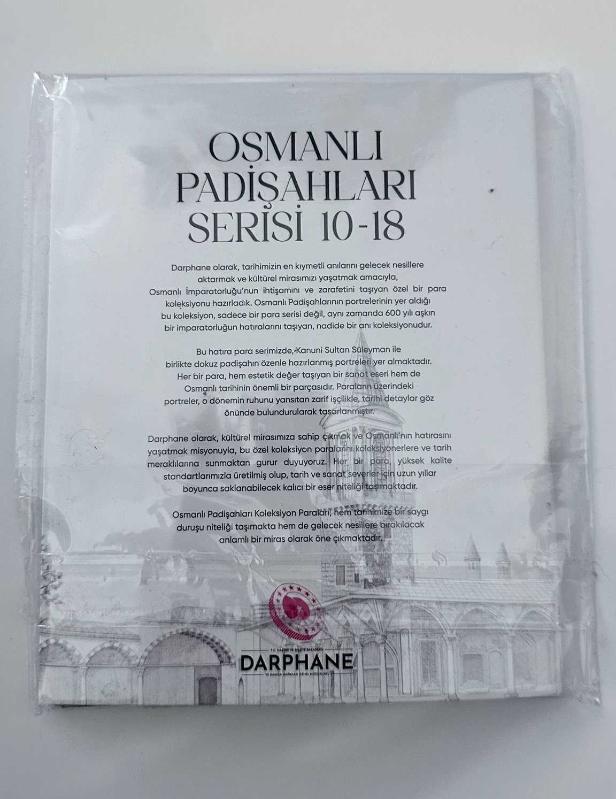 OSMANLI
PADİŞAHLARI
SERİSİ 10-18
Darphane olarak, tarihimizin en kıymetli anılarını gelecek nesillere
aktarmak ve kültürel mirasımızı yaşatmak amacıyla,
Osmanlı İmparatorluğu'nun ihtişamını ve zarafetini taşıyan özel bir para
koleksiyonu hazırladık. Osmanlı Padişahlarının portrelerinin yer aldığı
bu koleksiyon, sadece bir para serisi değil, aynı zamanda 600 yılı aşkın
bir imparatorluğun hatıralarını taşıyan, nadide bir anı koleksiyonudur.
Bu hatıra para serimizde, Kanuni Sultan Süleyman ile
birlikte dokuz padişahın özenle hazırlanmış portreleri yer almaktadır.
Her bir para, hem estetik değer taşıyan bir sanat eseri hem de
Osmanlı tarihinin önemli bir parçasıdır. Paraların üzerindeki
portreler, o dönemin ruhunu yansıtan zarif işçilikle, tarihi detaylar göz
önünde bulundurularak tasarlanmıştır.
Darphane olarak, kültürel mirasımıza sahip çıkmak ve Osmanlı'nın hatırasını
yaşatmak misyonuyla, bu özel koleksiyon paralarını koleksiyonerlere ve tarih
meraklılarına sunmaktan gurur duyuyoruz. Her bir para, yüksek kalite
standartlarımızla üretilmiş olup, tarih ve sanat severler için uzun yıllar
boyunca saklanabilecek kalıcı bir eser niteliği taşımaktadır.
Osmanlı Padişahları Koleksiyon Paraları, hem tarihimize bir saygı
duruşu niteliği taşımakta hem de gelecek nesillere bırakılacak
anlamlı bir miras olarak öne çıkmaktadır.
DARPHANE